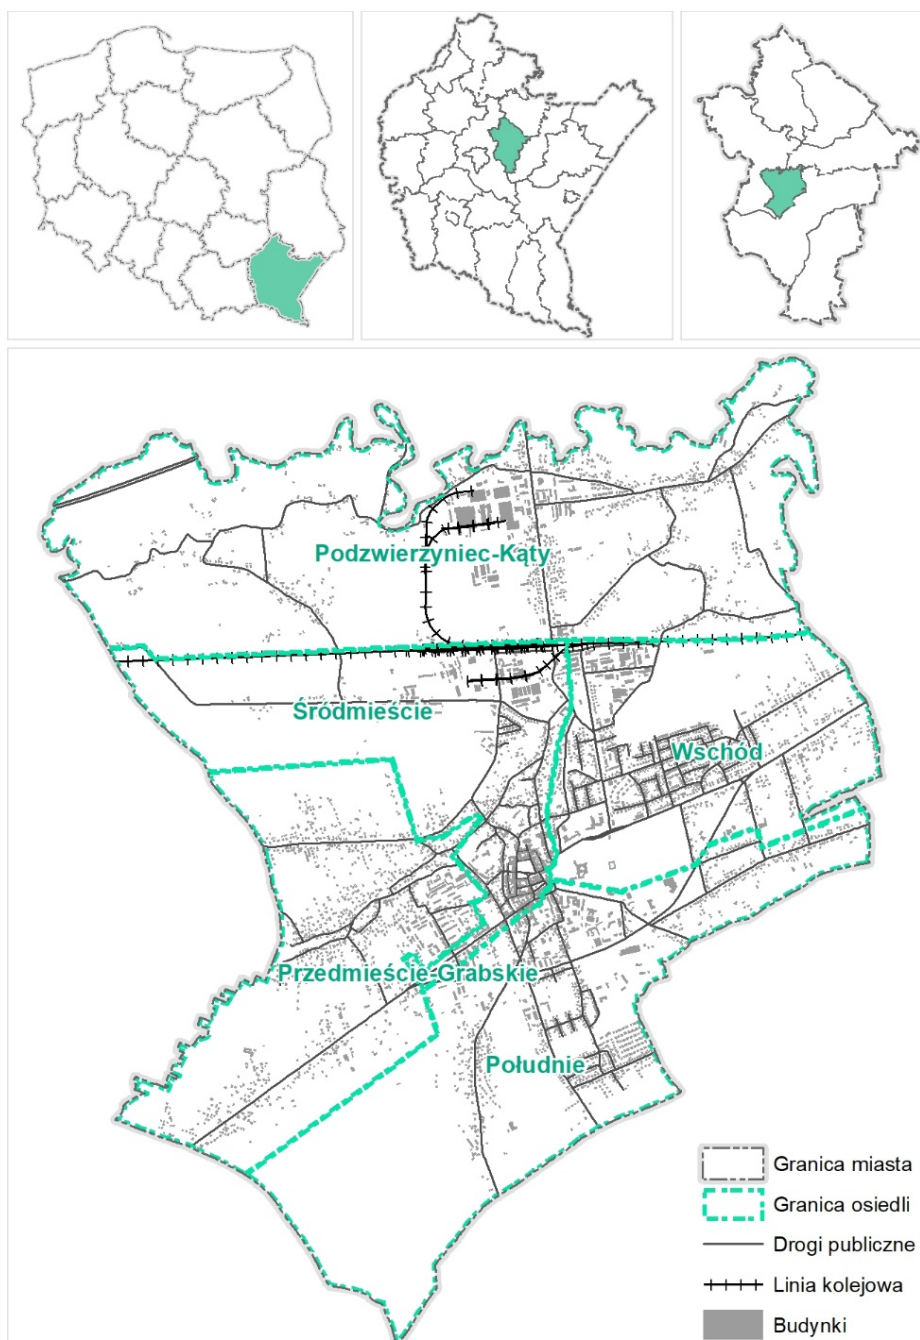 Podzwierzyniec-Kąty
Śródmieście
Wschód
Przedmieście-Grabskie
Południe
Granica miasta
Granica osiedli
Drogi publiczne
Linia kolejowa
Budynki